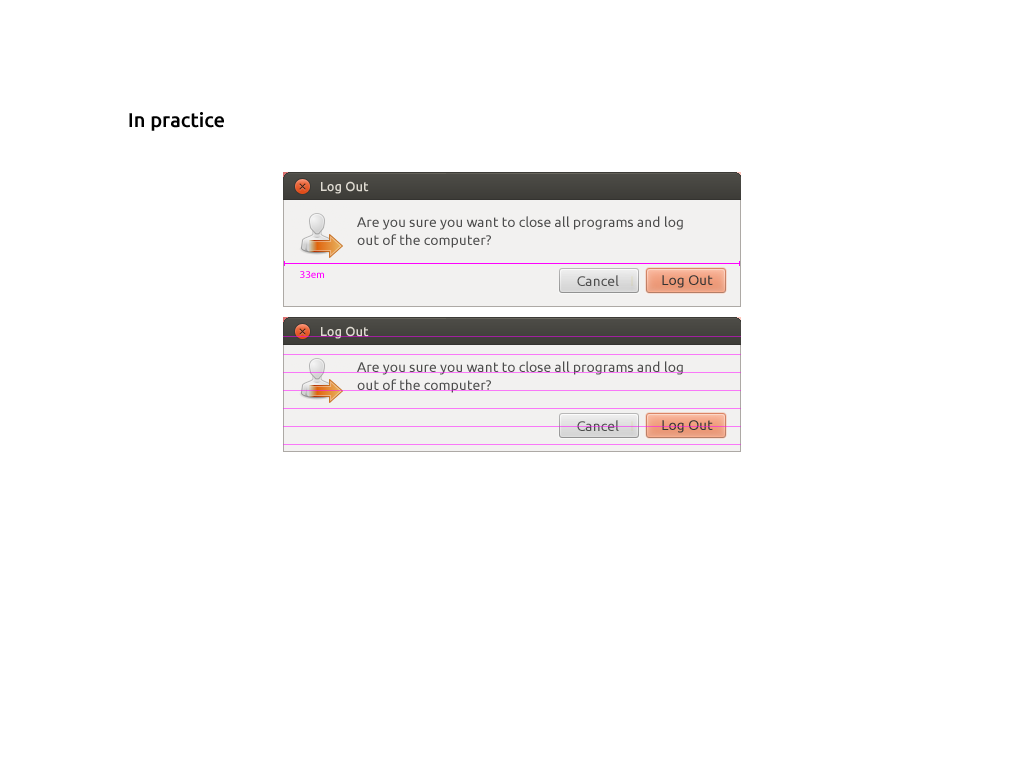 In practice
Log Out
Are you sure you want to close all programs and log
out of the computer?
33em
Cancel
Log Out
Log Out
Are you sure you want to close all programs and log
out of the computer?
Cancel
Log Out